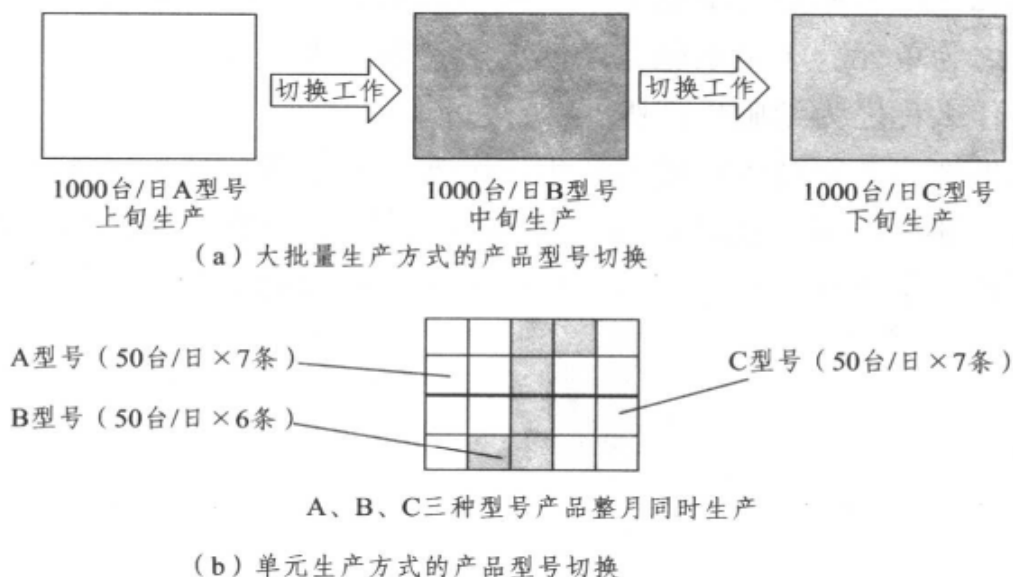 切换工作
切换工作
1000台/日A型号
上旬生产
1000台/日B型号
中旬生产
1000台/日C型号
下旬生产
（a）大批量生产方式的产品型号切换
A型号（50台/日×7条）
C型号（50台/日×7条）
B型号（50台/日×6条）
A、B、C三种型号产品整月同时生产
（b）单元生产方式的产品型号切换